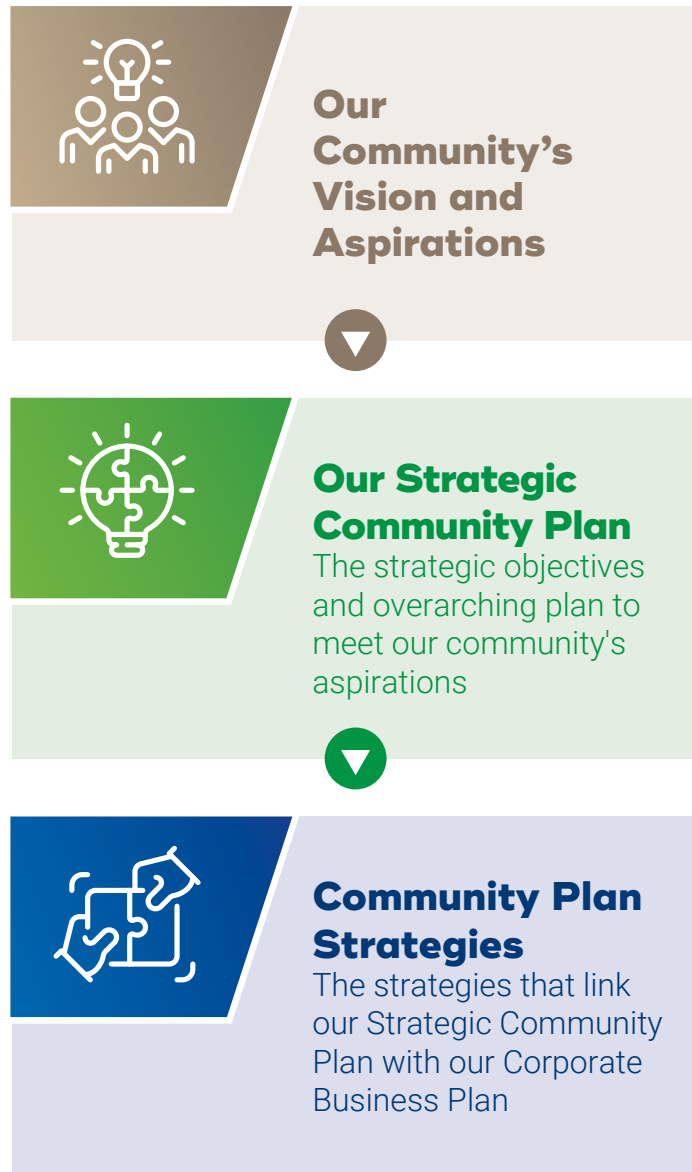 Our
Community’s
Vision and
Aspirations
Our Strategic
Community Plan
The strategic objectives
and overarching plan to
meet our community's
aspirations
Community Plan
Strategies
The strategies that link
our Strategic Community
Plan with our Corporate
Business Plan